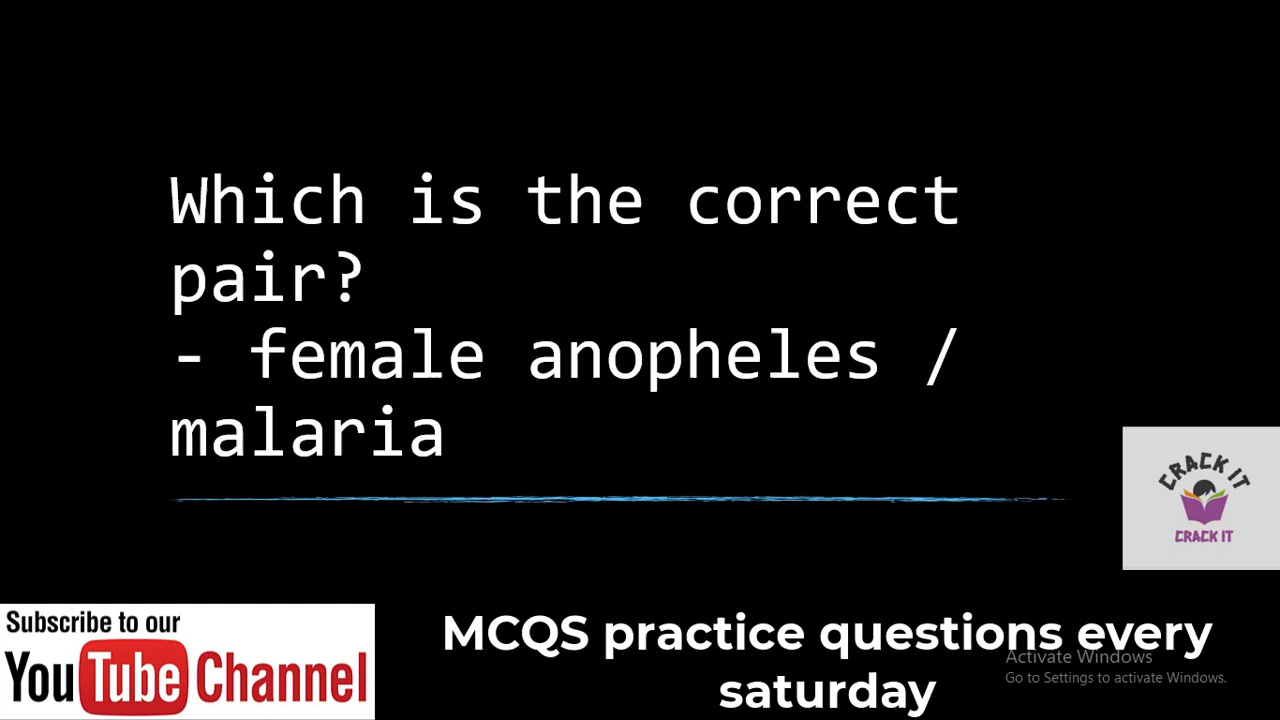 Which is the correct
pair?
- female anopheles /
malaria
CRACK IT
CRACK IT
Subscribe to our
YouTube Channel
MCQS practice questions every
saturday
Activate Windows
Go to Settings to activate Windows.